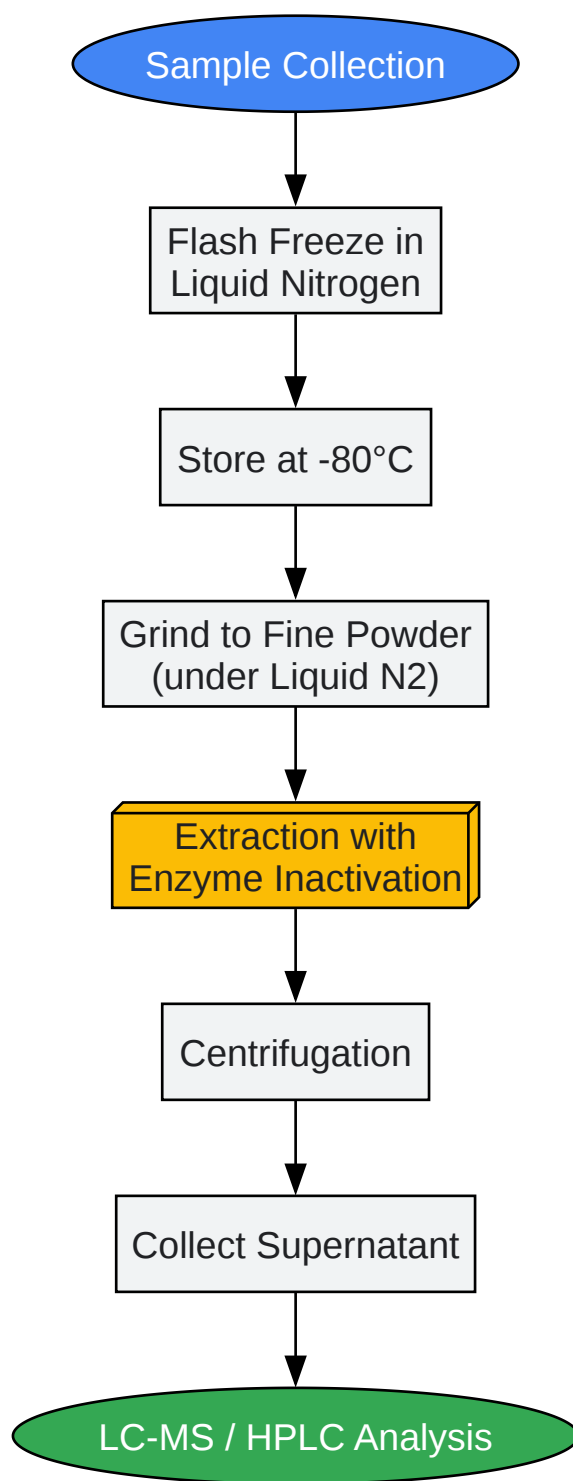 Sample Collection
Flash Freeze in
Liquid Nitrogen
Store at -80°C
Grind to Fine Powder
(under Liquid N2)
Extraction with
Enzyme Inactivation
Centrifugation
Collect Supernatant
LC-MS / HPLC Analysis